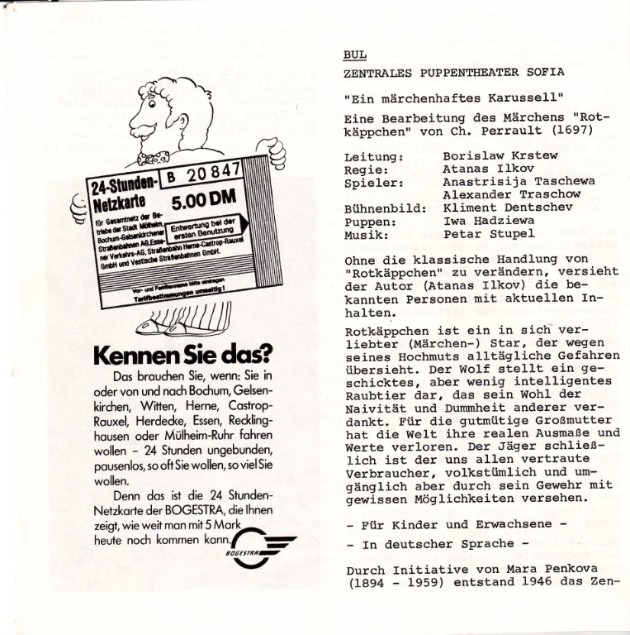 24-Stunden-
Netzkarte
B 20 847
5.00 DM
für Gesamtnetz der Be-
triebe der Stadt Mülheim,
Bochum-Gelsenkirchener
Straßenbahnen AG, Esse-
ner Verkehrs-AG, Straßenbahn Herne-Castrop-Rauxel
GmbH und Vestische Straßenbahnen GmbH.
Entwertung bei der
ersten Benutzung
Vor- und Familienname bitte eintragen
Tarifbestimmungen umseitig!
Kennen Sie das?
Das brauchen Sie, wenn: Sie in
oder von und nach Bochum, Gelsen-
kirchen, Witten, Herne, Castrop-
Rauxel, Herdecke, Essen, Reckling-
hausen oder Mülheim-Ruhr fahren
wollen – 24 Stunden ungebunden,
pausenlos, so oft Sie wollen, so viel Sie
wollen.
Denn das ist die 24 Stunden-
Netzkarte der BOGESTRA, die Ihnen
zeigt, wie weit man mit 5 Mark
heute noch kommen kann.
BOGESTRA
BUL
ZENTRALES PUPPENTHEATER SOFIA
"Ein märchenhaftes Karussell"
Eine Bearbeitung des Märchens "Rot-
käppchen" von Ch. Perrault (1697)
Leitung: Borislaw Krstew
Regie: Atanas Ilkov
Spieler: Anastrisija Taschewa
Alexander Traschow
Bühnenbild: Kliment Dentschev
Puppen: Iwa Hadziewa
Musik: Petar Stupel
Ohne die klassische Handlung von
"Rotkäppchen" zu verändern, versieht
der Autor (Atanas Ilkov) die be-
kannten Personen mit aktuellen In-
halten.
Rotkäppchen ist ein in sich ver-
liebter (Märchen-) Star, der wegen
seines Hochmuts alltägliche Gefahren
übersieht. Der Wolf stellt ein ge-
schicktes, aber wenig intelligentes
Raubtier dar, das sein Wohl der
Naivität und Dummheit anderer ver-
dankt. Für die gutmütige Großmutter
hat die Welt ihre realen Ausmaße und
Werte verloren. Der Jäger schließ-
lich ist der uns allen vertraute
Verbraucher, volkstümlich und um-
gänglich aber durch sein Gewehr mit
gewissen Möglichkeiten versehen.
- Für Kinder und Erwachsene -
- In deutscher Sprache -
Durch Initiative von Mara Penkova
(1894 - 1959) entstand 1946 das Zen-